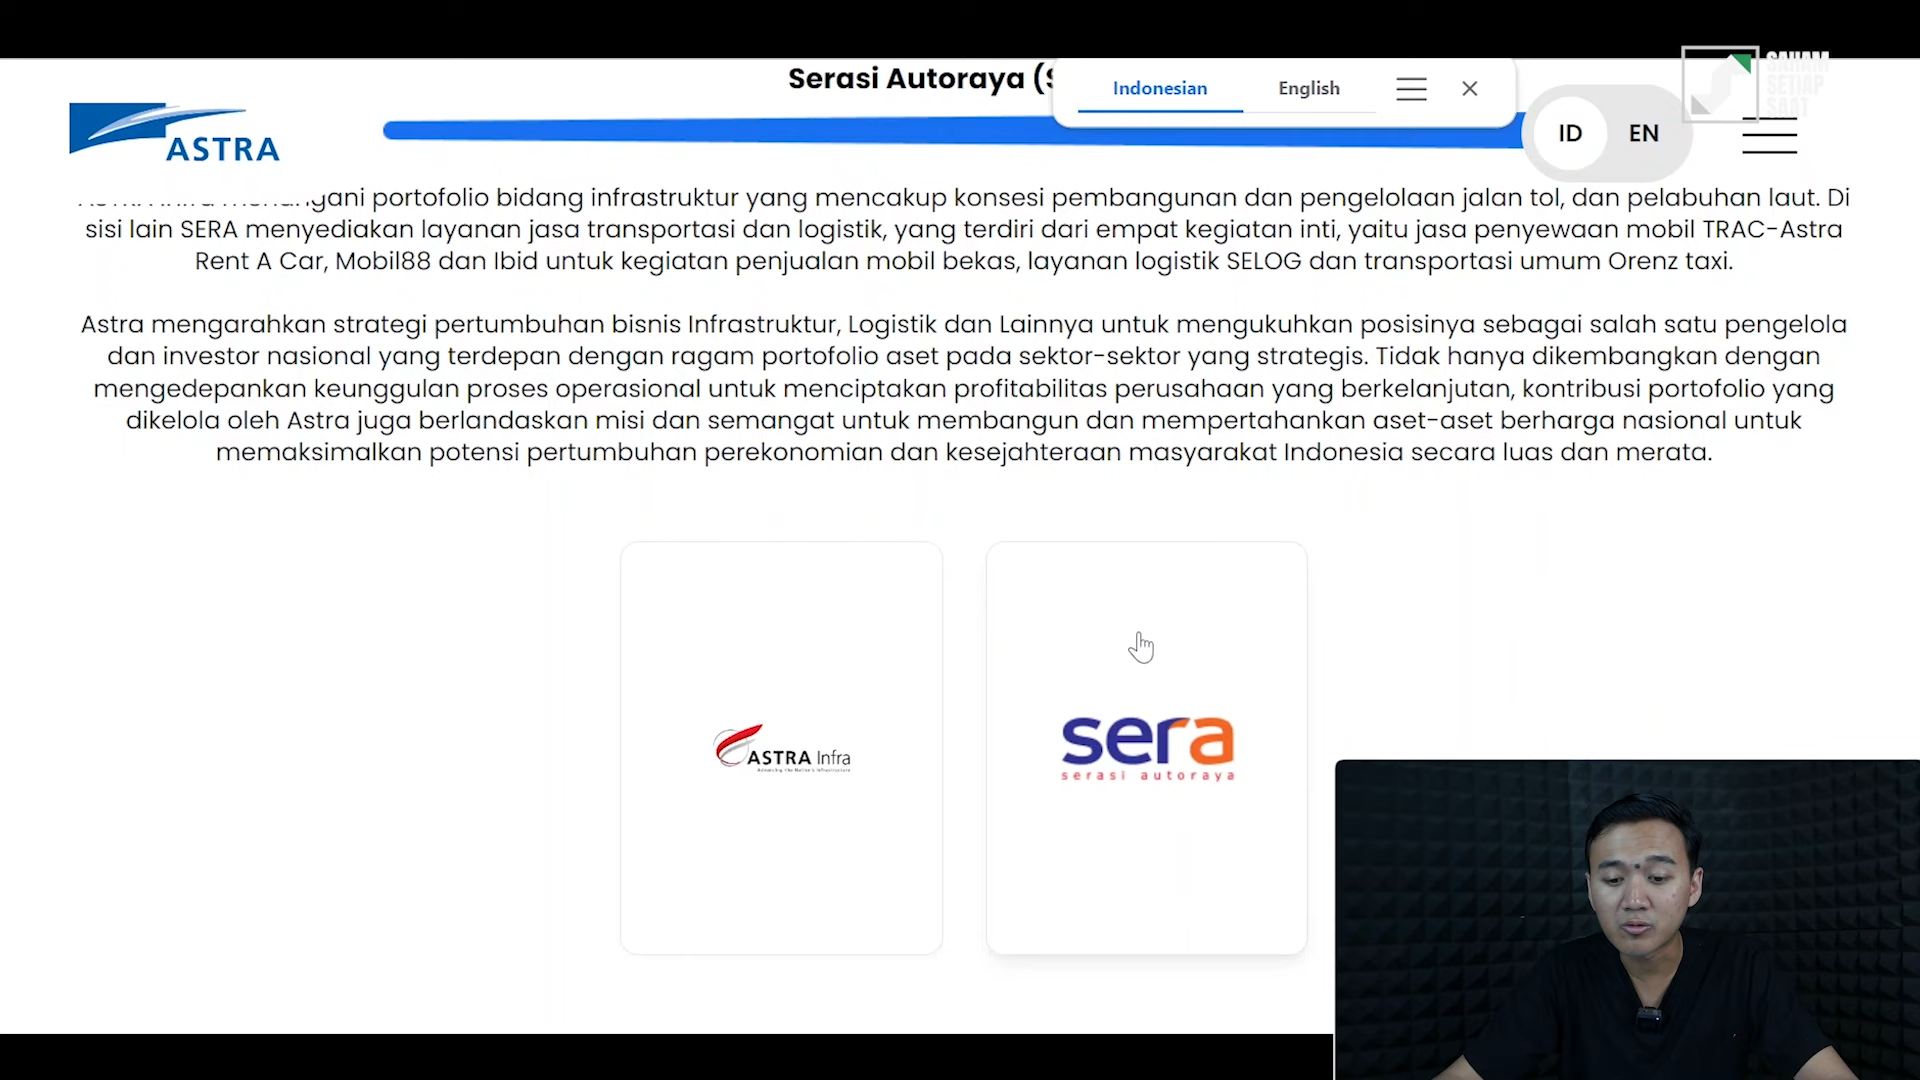 Serasi Autoraya (S
Indonesian
English
SAHAM
SETIAP
SAAT
ASTRA
ID
EN
ASTRA Infra menangani portofolio bidang infrastruktur yang mencakup konsesi pembangunan dan pengelolaan jalan tol, dan pelabuhan laut. Di
sisi lain SERA menyediakan layanan jasa transportasi dan logistik, yang terdiri dari empat kegiatan inti, yaitu jasa penyewaan mobil TRAC-Astra
Rent A Car, Mobil88 dan Ibid untuk kegiatan penjualan mobil bekas, layanan logistik SELOG dan transportasi umum Orenz taxi.
Astra mengarahkan strategi pertumbuhan bisnis Infrastruktur, Logistik dan Lainnya untuk mengukuhkan posisinya sebagai salah satu pengelola
dan investor nasional yang terdepan dengan ragam portofolio aset pada sektor-sektor yang strategis. Tidak hanya dikembangkan dengan
mengedepankan keunggulan proses operasional untuk menciptakan profitabilitas perusahaan yang berkelanjutan, kontribusi portofolio yang
dikelola oleh Astra juga berlandaskan misi dan semangat untuk membangun dan mempertahankan aset-aset berharga nasional untuk
memaksimalkan potensi pertumbuhan perekonomian dan kesejahteraan masyarakat Indonesia secara luas dan merata.
ASTRA Infra
sera
serasi autoraya